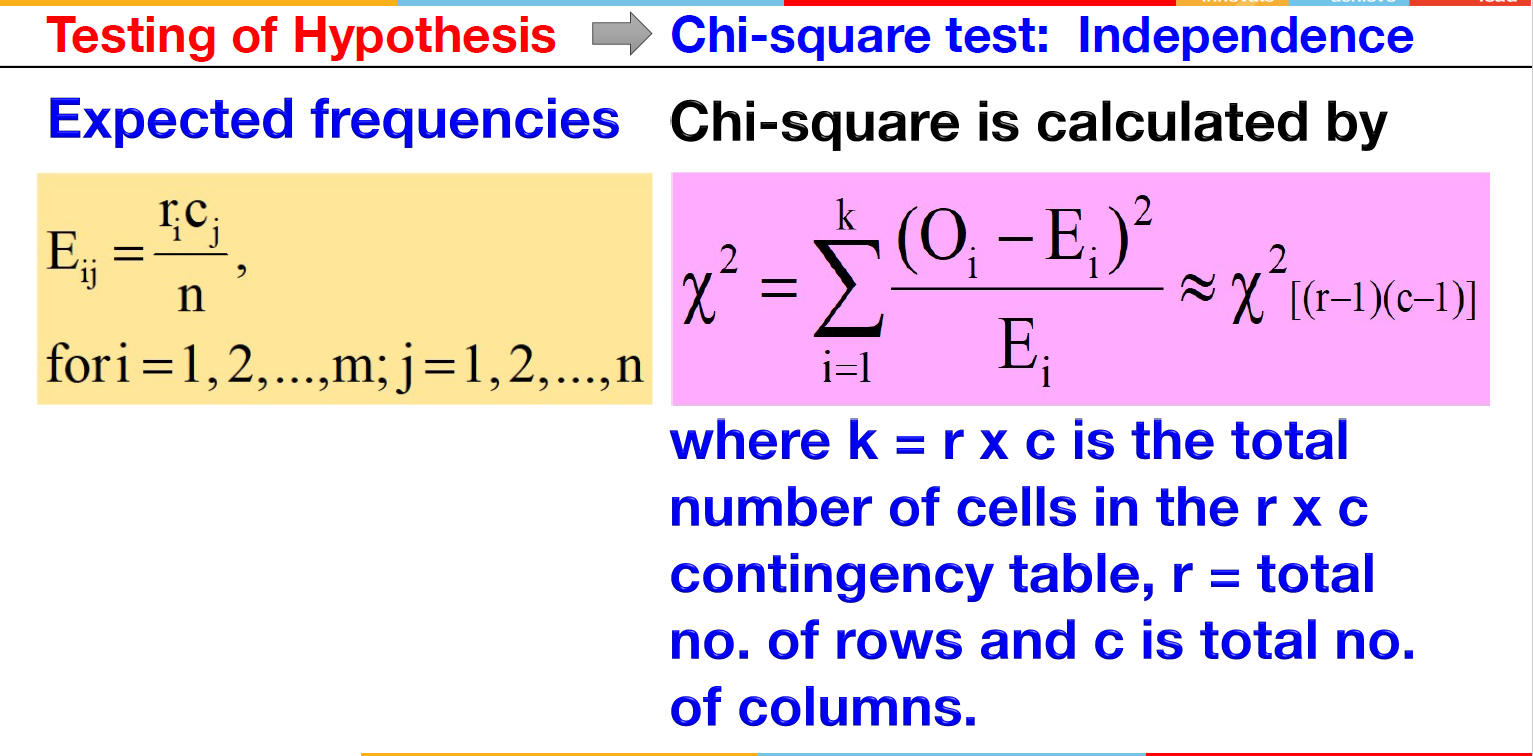 Testing of Hypothesis Chi-square test: Independence
Expected frequencies
E_ij = r_i c_j / n ,
for i = 1, 2, ..., m; j = 1, 2, ..., n
Chi-square is calculated by
χ² = Σ_{i=1}^{k} (O_i − E_i)² / E_i ≈ χ²_[(r−1)(c−1)]
where k = r x c is the total
number of cells in the r x c
contingency table, r = total
no. of rows and c is total no.
of columns.